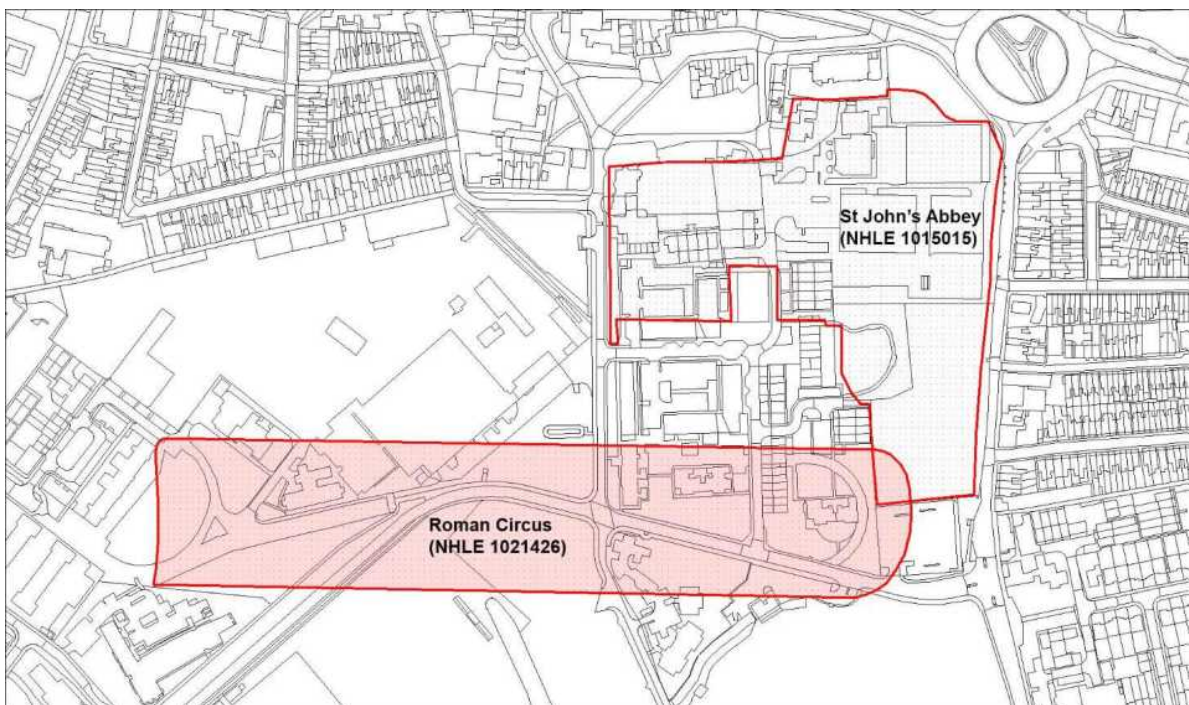 St John's Abbey
(NHLE 1015015)
Roman Circus
(NHLE 1021426)